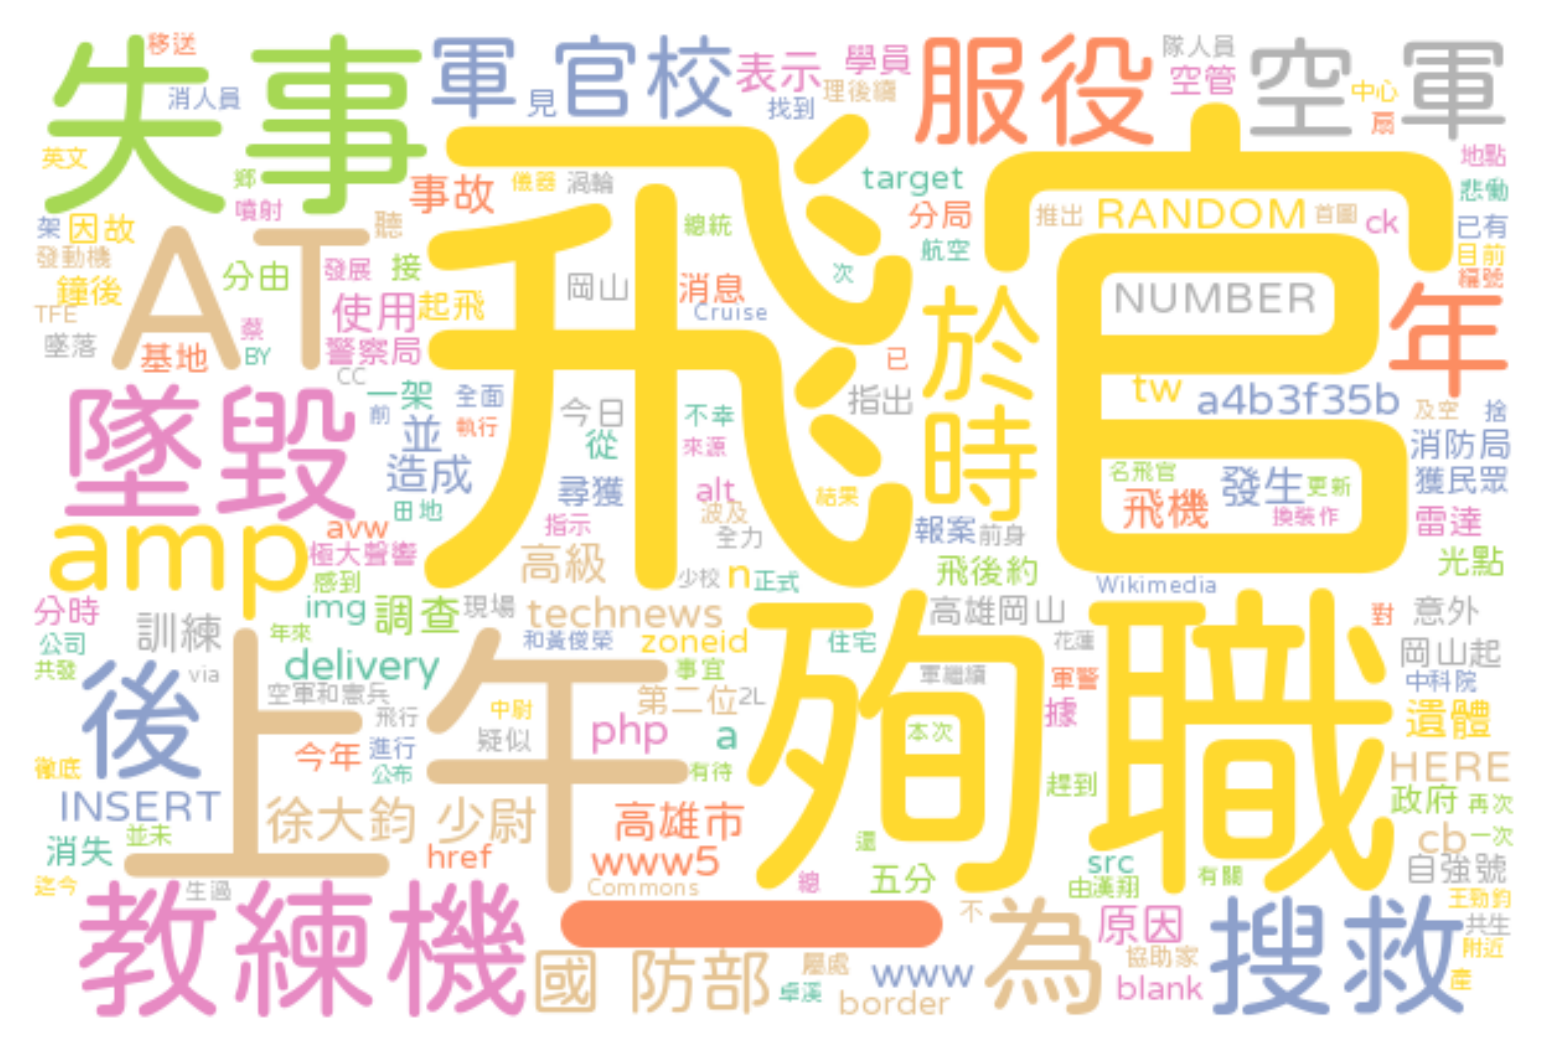 失事
移送
消人員
軍
官校
見
表示
找到
學員
理後續
服役
隊人員
空管
空軍
中心
扇
英文
鄉
噴射
事故
儀器
渦輪
飛官
target
分局
航空
推出
RANDOM
首圖
ck
地點
悲慟
已有
目前
編號
架
因故
發動機
鐘後
TFE
墜落
AT
聽
分由
發展
接
使用
起飛
蔡
BY
基地
警察局
CC
岡山
總統
消息
Cruise
次
已
於時
NUMBER
年
墜毀
一架
前
全面
並
執行
造成
田地
今日
從
不幸
來源
尋獲
alt
指出
結果
波及
全力
tw
a4b3f35b
及空
捨
消防局
獲民眾
名飛官
飛機
發生
更新
換裝作
雷達
光點
amp
avw
極大聲響
感到
指示
高級
少校
n
正式
報案
前身
飛後約
Wikimedia
分時
公司
共發
訓練
via
img
調查
現場
年來
technews
和黃俊榮
zoneid
事宜
住宅
高雄岡山
花蓮
軍繼續
軍警
對
意外
岡山起
中科院
殉職
後
上午
delivery
空軍和憲兵
飛行
中尉
疑似
第二位
2L
php
a
有待
本次
據
遺體
徹底
今年
進行
公布
INSERT
徐大鈞
少尉
高雄市
www5
href
Commons
趕到
HERE
政府
再次
cb
一次
自強號
消失
並未
迄今
生過
還
五分
總
src
由漢翔
有關
王勁鈞
共生
附近
產
教練機
一
國
防部
屬處
卓溪
www
border
不
為
原因
協助家
blank
搜救